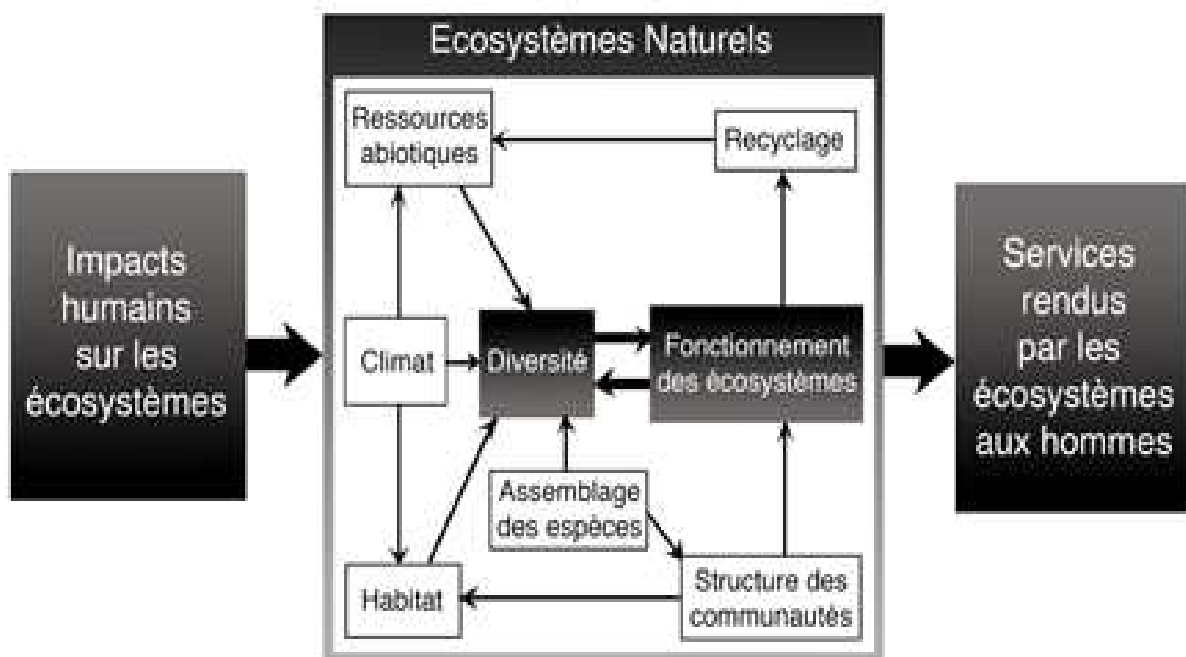 Ecosystèmes Naturels
Impacts
humains
sur les
écosystèmes
Ressources
abiotiques
Recyclage
Climat
Diversité
Fonctionnement
des écosystèmes
Assemblage
des espèces
Habitat
Structure des
communautés
Services
rendus
par les
écosystèmes
aux hommes